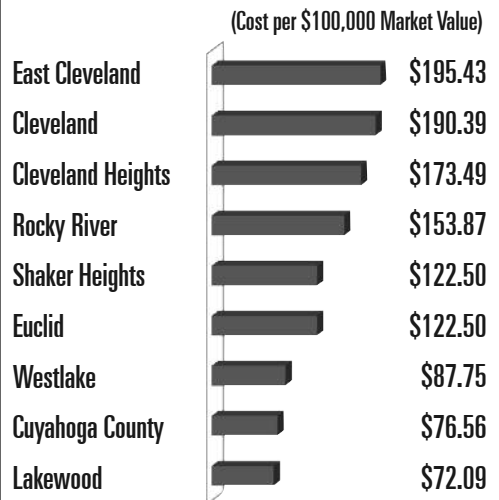 (Cost per $100,000 Market Value)
East Cleveland $195.43
Cleveland $190.39
Cleveland Heights $173.49
Rocky River $153.87
Shaker Heights $122.50
Euclid $122.50
Westlake $87.75
Cuyahoga County $76.56
Lakewood $72.09